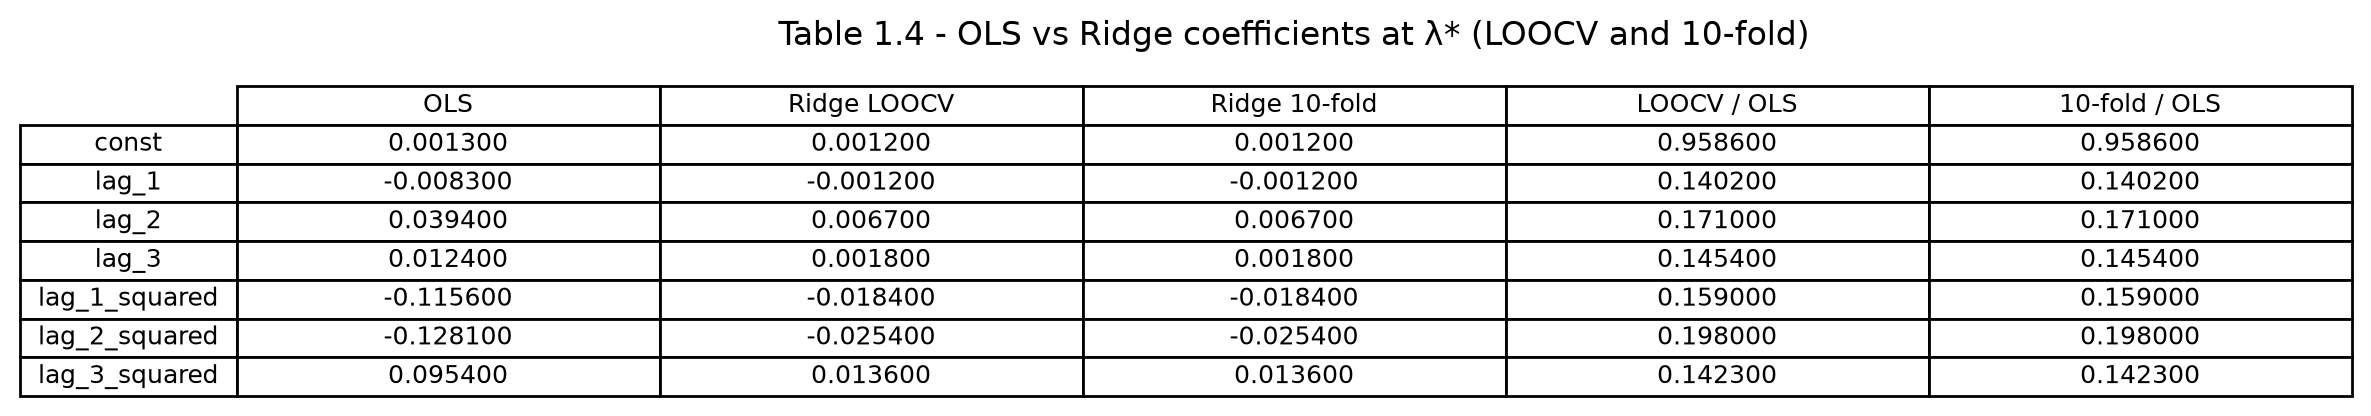 Table 1.4 - OLS vs Ridge coefficients at λ* (LOOCV and 10-fold)
OLS Ridge LOOCV Ridge 10-fold LOOCV / OLS 10-fold / OLS
const 0.001300 0.001200 0.001200 0.958600 0.958600
lag_1 -0.008300 -0.001200 -0.001200 0.140200 0.140200
lag_2 0.039400 0.006700 0.006700 0.171000 0.171000
lag_3 0.012400 0.001800 0.001800 0.145400 0.145400
lag_1_squared -0.115600 -0.018400 -0.018400 0.159000 0.159000
lag_2_squared -0.128100 -0.025400 -0.025400 0.198000 0.198000
lag_3_squared 0.095400 0.013600 0.013600 0.142300 0.142300